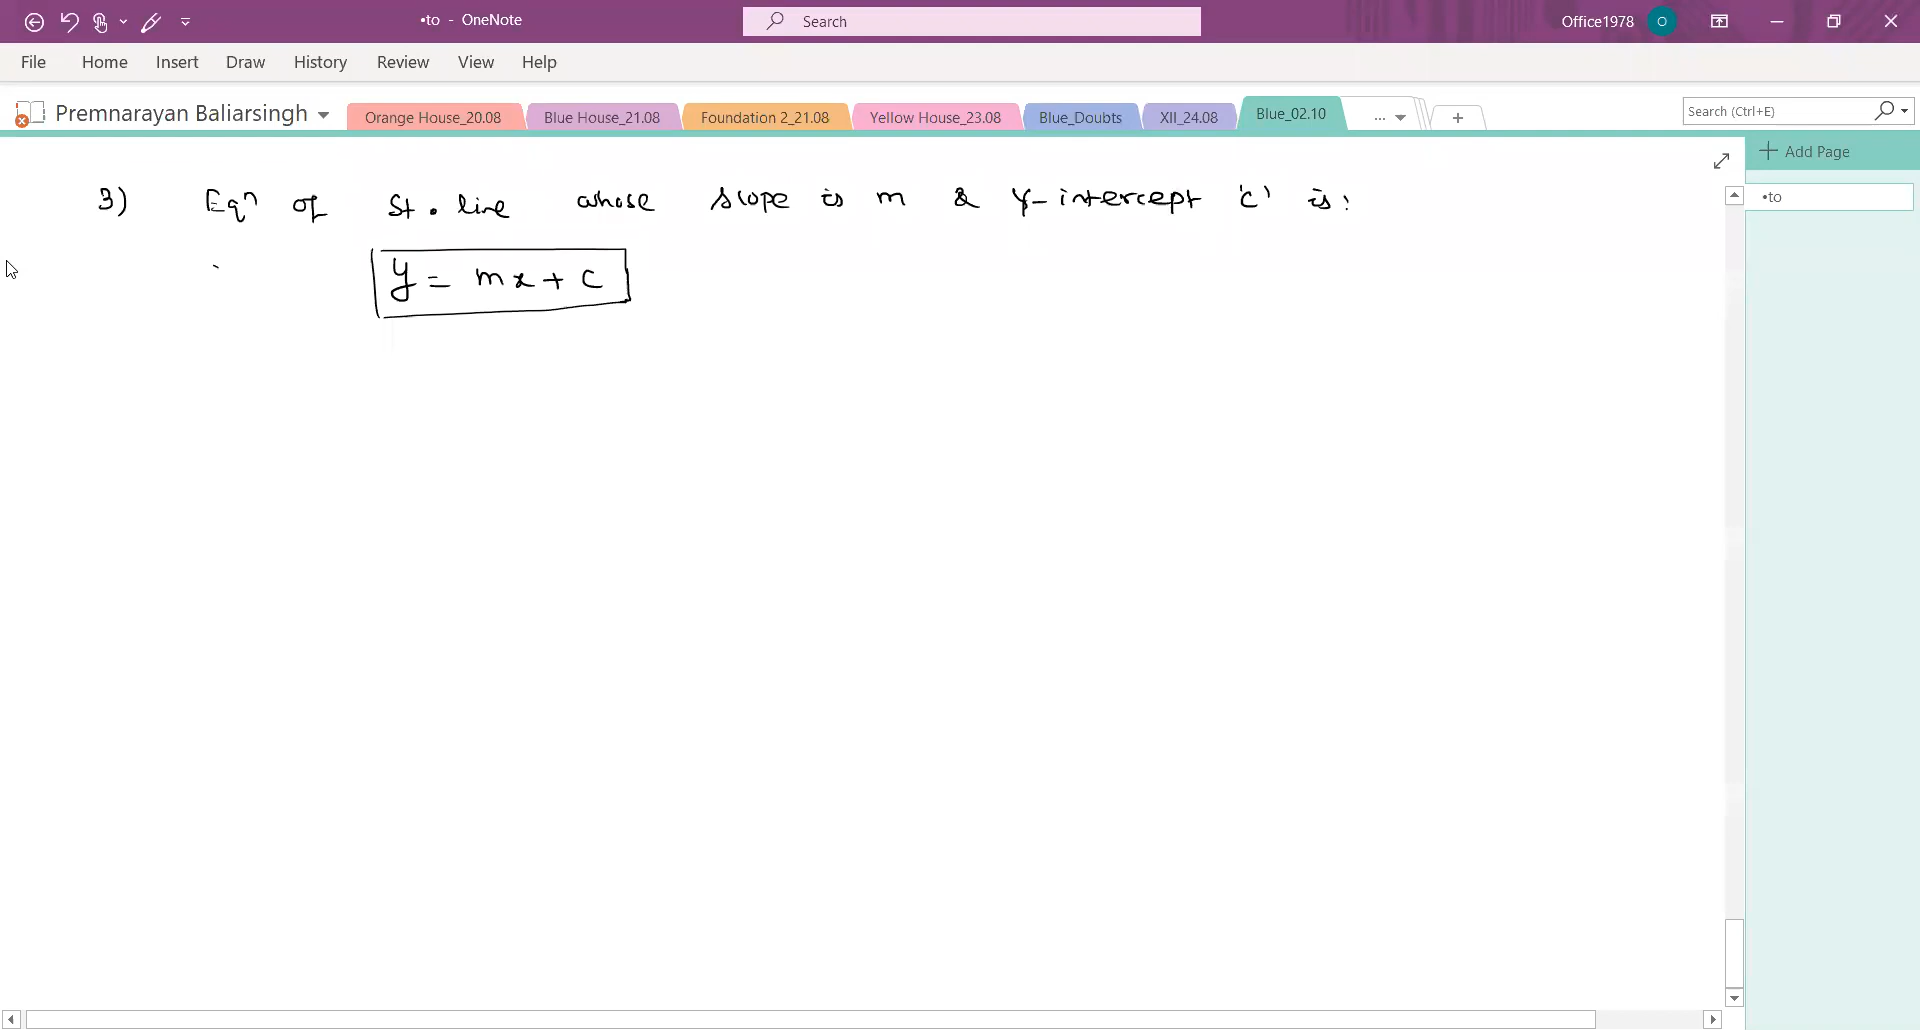 •to - OneNote
Search
Office1978
O
File Home Insert Draw History Review View Help
Premnarayan Baliarsingh
Orange House_20.08 Blue House_21.08 Foundation 2_21.08 Yellow House_23.08 Blue_Doubts XII_24.08 Blue_02.10 ... +
Search (Ctrl+E)
Add Page
•to
3) Eqn of St. line whose slope is m & Y-intercept 'c' is:
y = mx + c